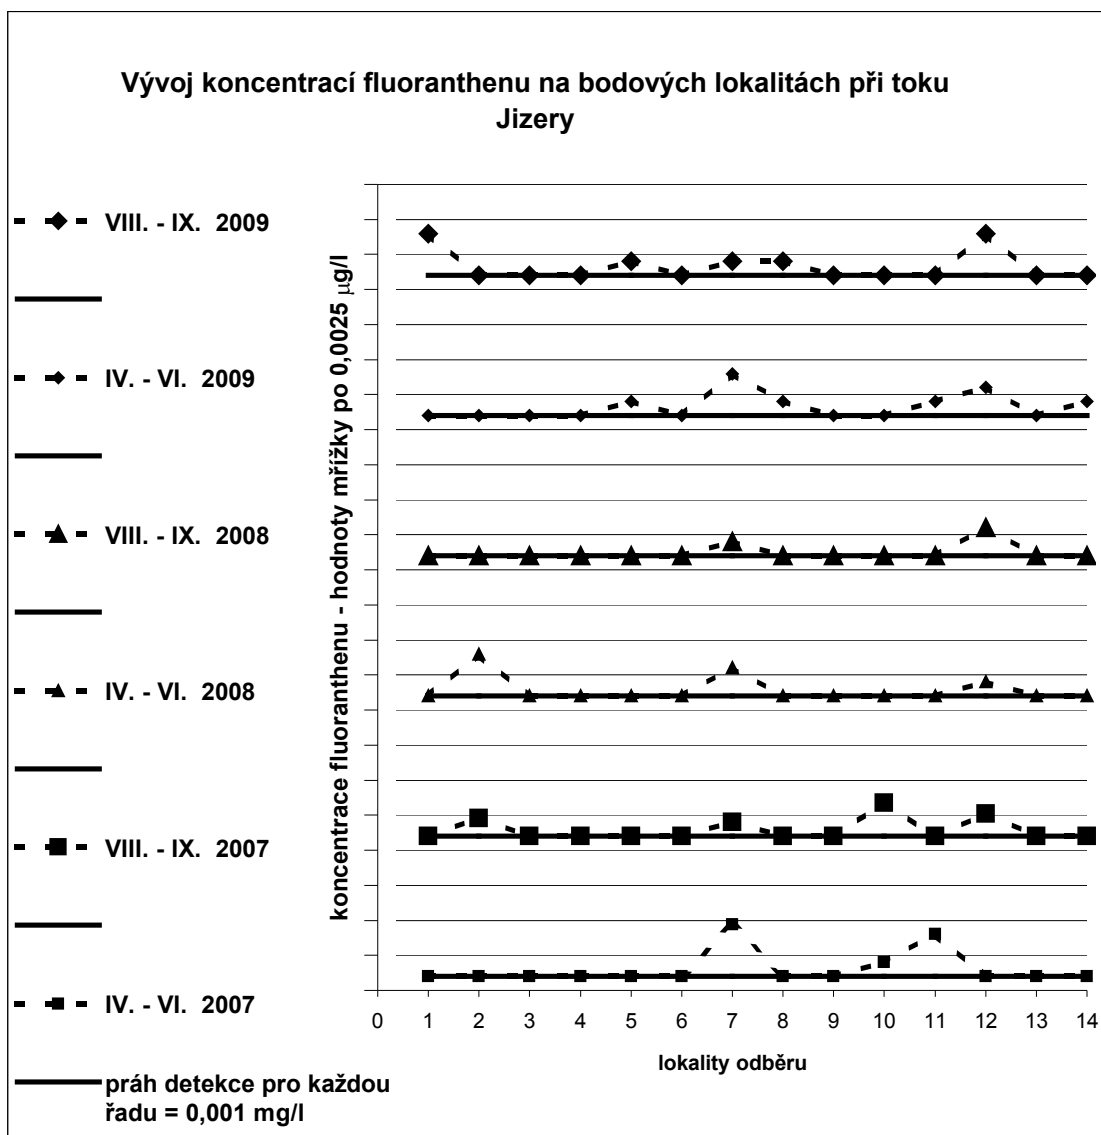 Vývoj koncentrací fluoranthenu na bodových lokalitách při toku
Jizery
VIII. - IX. 2009
IV. - VI. 2009
VIII. - IX. 2008
IV. - VI. 2008
VIII. - IX. 2007
IV. - VI. 2007
práh detekce pro každou
řadu = 0,001 mg/l
koncentrace fluoranthenu - hodnoty mřížky po 0,0025 µg/l
0 1 2 3 4 5 6 7 8 9 10 11 12 13 14
lokality odběru